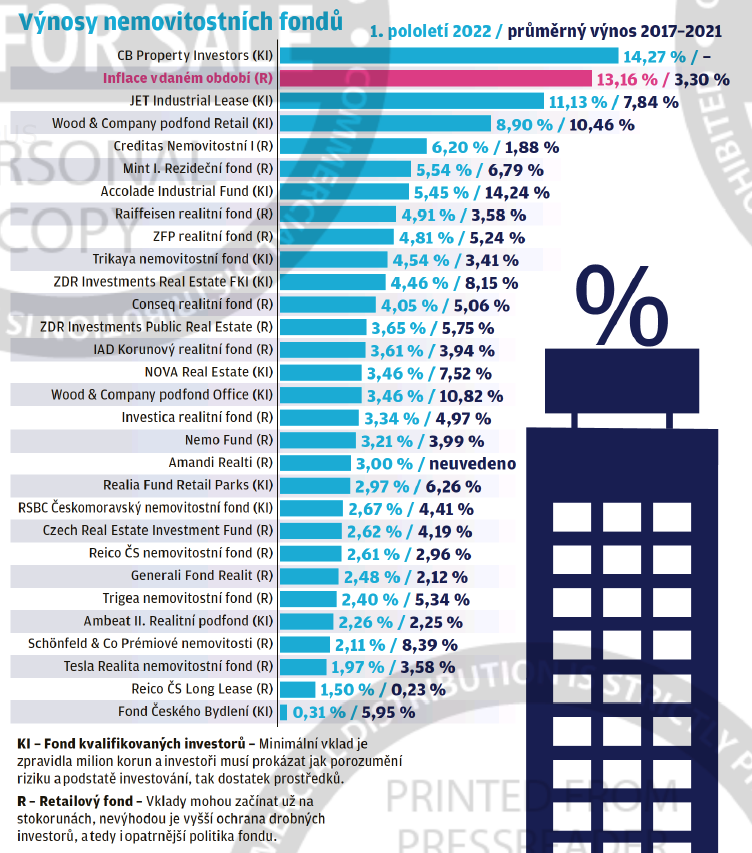 Výnosy nemovitostních fondů
1. pololetí 2022 / průměrný výnos 2017–2021
CB Property Investors (KI) 14,27 % / –
Inflace v daném období (R) 13,16 % / 3,30 %
JET Industrial Lease (KI) 11,13 % / 7,84 %
Wood & Company podfond Retail (KI) 8,90 % / 10,46 %
Creditas Nemovitostní I (R) 6,20 % / 1,88 %
Mint I. Rezideční fond (R) 5,54 % / 6,79 %
Accolade Industrial Fund (KI) 5,45 % / 14,24 %
Raiffeisen realitní fond (R) 4,91 % / 3,58 %
ZFP realitní fond (R) 4,81 % / 5,24 %
Trikaya nemovitostní fond (KI) 4,54 % / 3,41 %
ZDR Investments Real Estate FKI (KI) 4,46 % / 8,15 %
Conseq realitní fond (R) 4,05 % / 5,06 %
ZDR Investments Public Real Estate (R) 3,65 % / 5,75 %
IAD Korunový realitní fond (R) 3,61 % / 3,94 %
NOVA Real Estate (KI) 3,46 % / 7,52 %
Wood & Company podfond Office (KI) 3,46 % / 10,82 %
Investica realitní fond (R) 3,34 % / 4,97 %
Nemo Fund (R) 3,21 % / 3,99 %
Amandi Realti (R) 3,00 % / neuvedeno
Realia Fund Retail Parks (KI) 2,97 % / 6,26 %
RSBC Českomoravský nemovitostní fond (KI) 2,67 % / 4,41 %
Czech Real Estate Investment Fund (R) 2,62 % / 4,19 %
Reico ČS nemovitostní fond (R) 2,61 % / 2,96 %
Generali Fond Realit (R) 2,48 % / 2,12 %
Trigea nemovitostní fond (R) 2,40 % / 5,34 %
Ambeat II. Realitní podfond (KI) 2,26 % / 2,25 %
Schönfeld & Co Prémiové nemovitosti (R) 2,11 % / 8,39 %
Tesla Realita nemovitostní fond (R) 1,97 % / 3,58 %
Reico ČS Long Lease (R) 1,50 % / 0,23 %
Fond Českého Bydlení (KI) 0,31 % / 5,95 %
%
KI – Fond kvalifikovaných investorů – Minimální vklad je
zpravidla milion korun a investoři musí prokázat jak porozumění
riziku a podstatě investování, tak dostatek prostředků.
R – Retailový fond – Vklady mohou začínat už na
stokorunách, nevýhodou je vyšší ochrana drobných
investorů, a tedy i opatrnější politika fondu.
FOR SALE
PERSONAL
COPY
DISTRIBUTION IS STRICTLY
PRINTED FROM
PRESSREADER